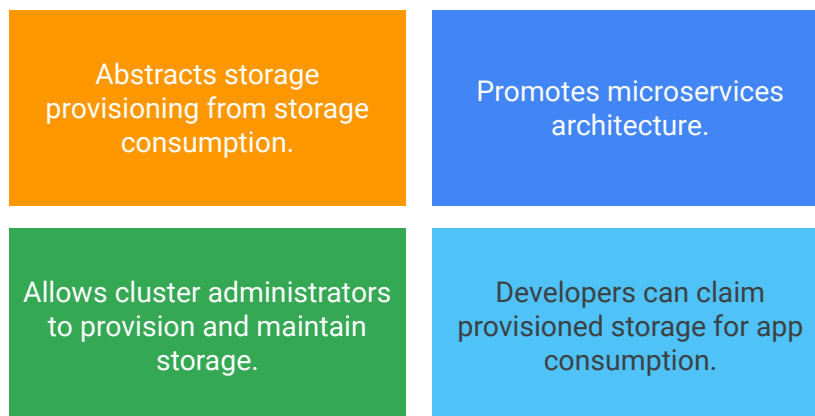 Abstracts storage
provisioning from storage
consumption.
Promotes microservices
architecture.
Allows cluster administrators
to provision and maintain
storage.
Developers can claim
provisioned storage for app
consumption.